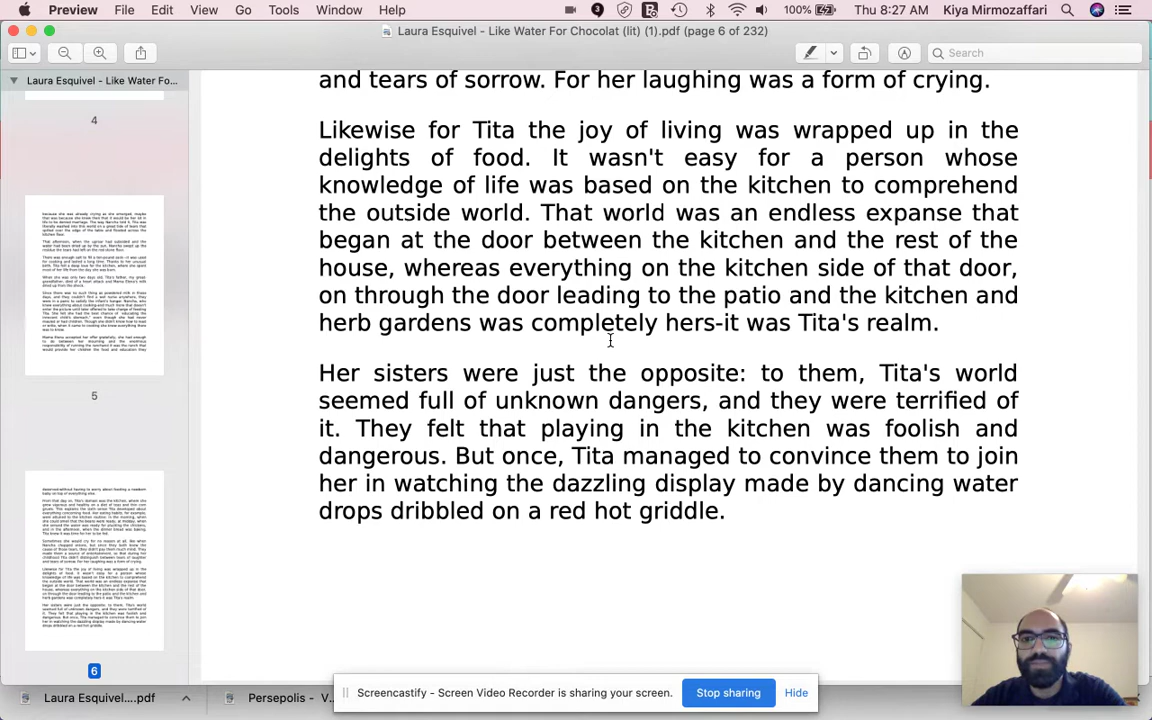 Preview File Edit View Go Tools Window Help 3 100% Thu 8:27 AM Kiya Mirmozaffari
Laura Esquivel - Like Water For Chocolat (lit) (1).pdf (page 6 of 232)
Search
Laura Esquivel - Like Water Fo...
4
5
6
and tears of sorrow. For her laughing was a form of crying.
Likewise for Tita the joy of living was wrapped up in the
delights of food. It wasn't easy for a person whose
knowledge of life was based on the kitchen to comprehend
the outside world. That world was an endless expanse that
began at the door between the kitchen and the rest of the
house, whereas everything on the kitchen side of that door,
on through the door leading to the patio and the kitchen and
herb gardens was completely hers-it was Tita's realm.
Her sisters were just the opposite: to them, Tita's world
seemed full of unknown dangers, and they were terrified of
it. They felt that playing in the kitchen was foolish and
dangerous. But once, Tita managed to convince them to join
her in watching the dazzling display made by dancing water
drops dribbled on a red hot griddle.
Laura Esquivel....pdf
Persepolis - V...
Screencastify - Screen Video Recorder is sharing your screen. Stop sharing Hide